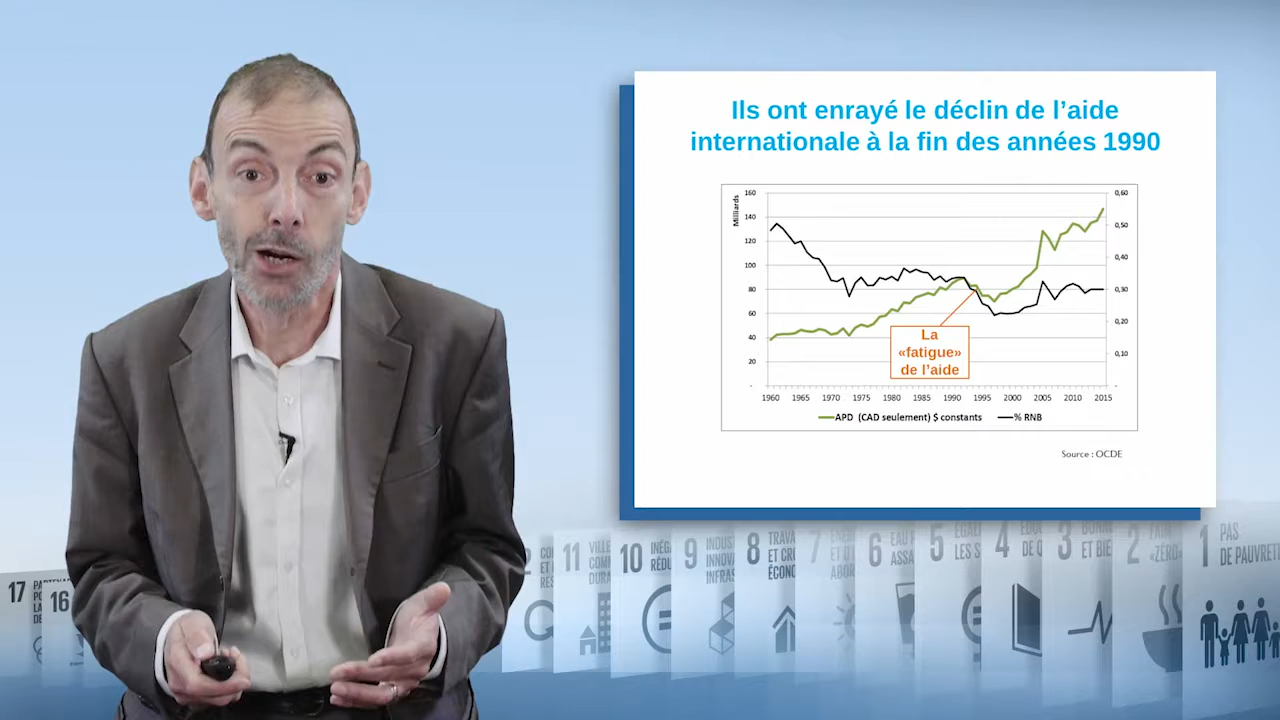 Ils ont enrayé le déclin de l’aide
internationale à la fin des années 1990
Milliards
160
140
120
100
80
60
40
20
-
0,60
0,50
0,40
0,30
0,20
0,10
-
La
«fatigue»
de l’aide
1960 1965 1970 1975 1980 1985 1990 1995 2000 2005 2010 2015
APD (CAD seulement) $ constants % RNB
Source : OCDE
17
16
11
10
9
8
7
6
5
4
3
2
«ZÉRO»
1 PAS
DE PAUVRETÉ